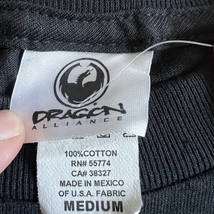 DRAGON
ALLIANCE
100%COTTON
RN# 55774
CA# 38327
MADE IN MEXICO
OF U.S.A. FABRIC
MEDIUM